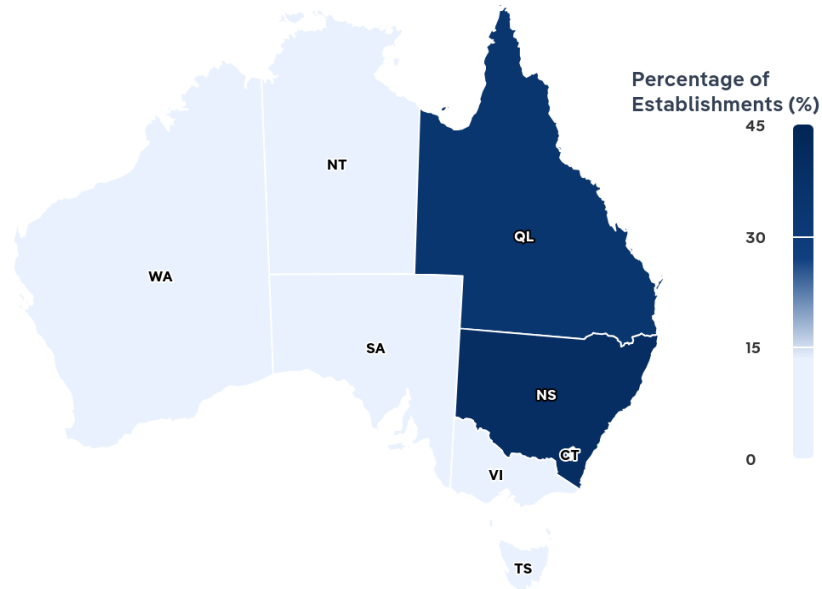 Percentage of
Establishments (%)
45
NT
QL
30
WA
SA
15
NS
CT
0
VI
TS